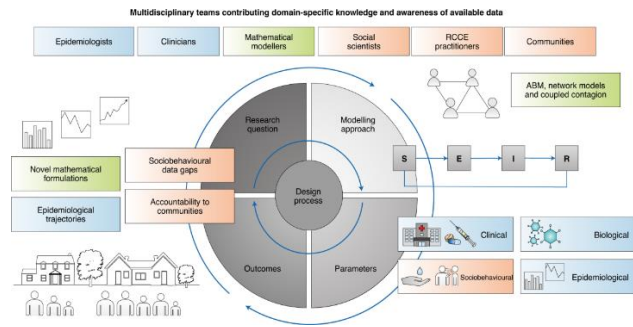 Multidisciplinary teams contributing domain-specific knowledge and awareness of available data
Epidemiologists
Clinicians
Mathematical
modellers
Social
scientists
RCCE
practitioners
Communities
Research
question
Modelling
approach
ABM, network models
and coupled contagion
Novel mathematical
formulations
Sociobehavioural
data gaps
S
E
I
R
Epidemiological
trajectories
Accountability to
communities
Design
process
Clinical
Biological
Outcomes
Parameters
Sociobehavioural
Epidemiological